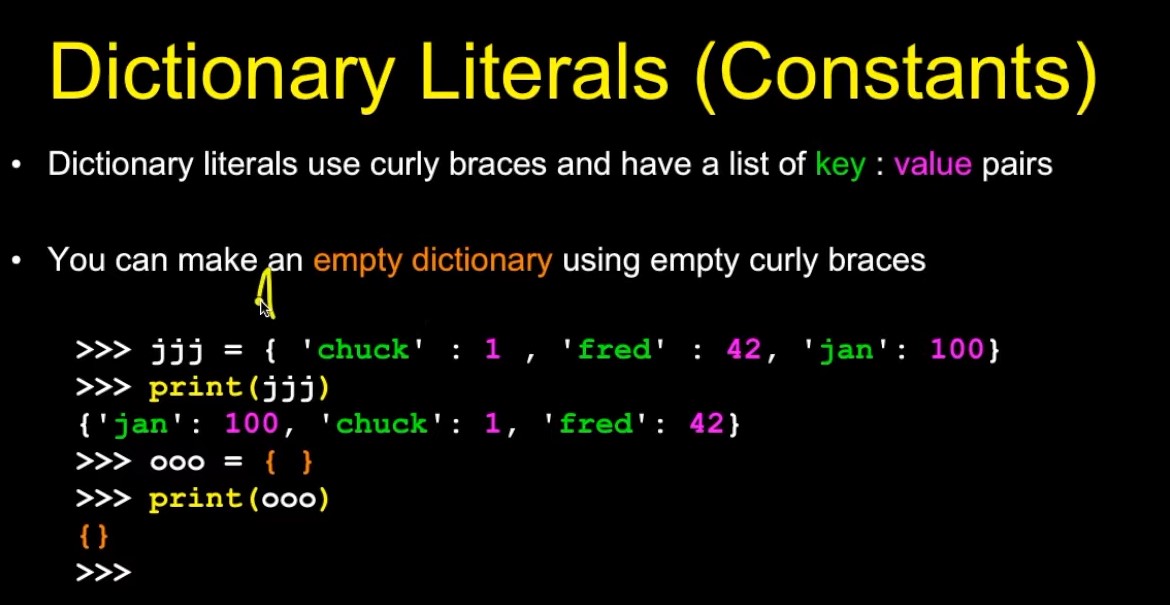 Dictionary Literals (Constants)
• Dictionary literals use curly braces and have a list of key : value pairs
• You can make an empty dictionary using empty curly braces
>>> jjj = { 'chuck' : 1 , 'fred' : 42, 'jan': 100}
>>> print(jjj)
{'jan': 100, 'chuck': 1, 'fred': 42}
>>> ooo = { }
>>> print(ooo)
{}
>>>